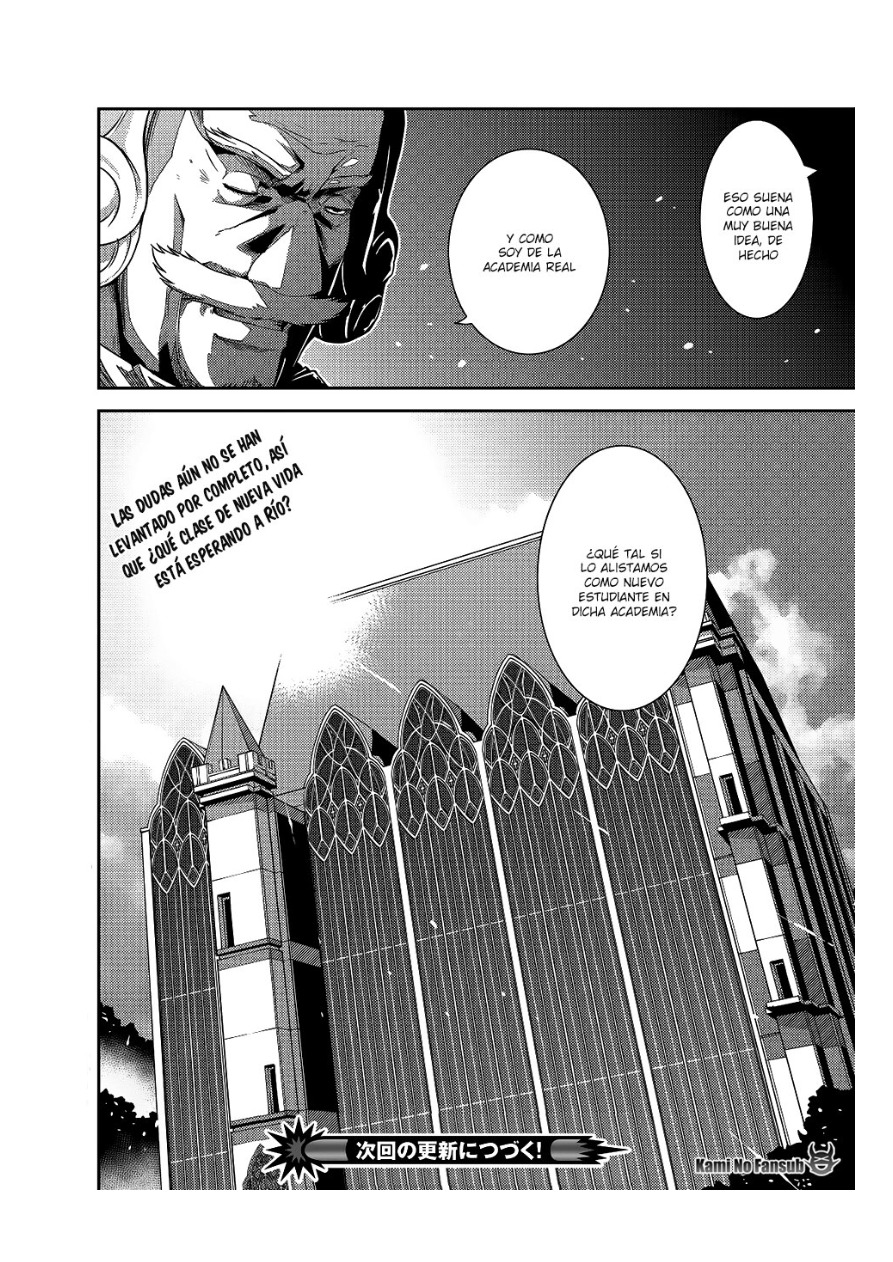 ESO SUENA
COMO UNA
MUY BUENA
IDEA, DE
HECHO
Y COMO
SOY DE LA
ACADEMIA REAL
LAS DUDAS AÚN NO SE HAN
LEVANTADO POR COMPLETO, ASÍ
QUE ¿QUÉ CLASE DE NUEVA VIDA
ESTÁ ESPERANDO A RÍO?
¿QUÉ TAL SI
LO ALISTAMOS
COMO NUEVO
ESTUDIANTE EN
DICHA ACADEMIA?
次回の更新につづく!
Kami No Fansub